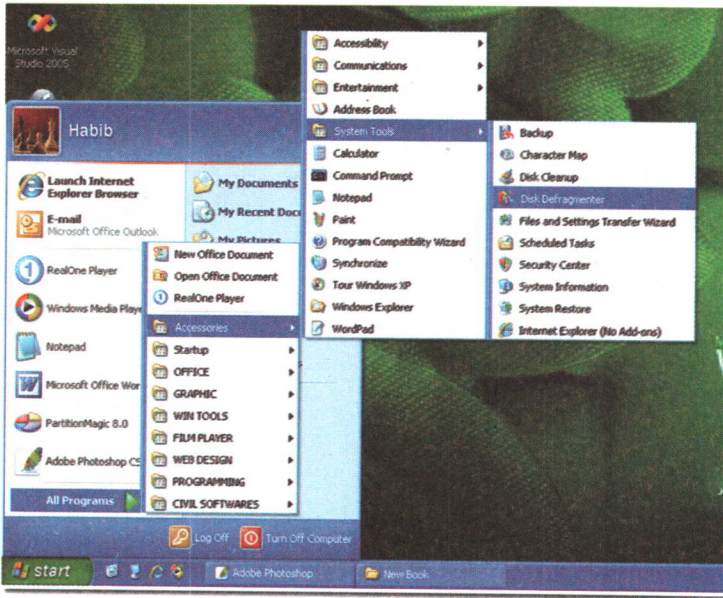 Microsoft Visual
Studio 2005
Habib
Launch Internet
Explorer Browser
E-mail
Microsoft Office Outlook
RealOne Player
Windows Media Playe
Notepad
Microsoft Office Wor
PartitionMagic 8.0
Adobe Photoshop CS
All Programs
My Documents
My Recent Docu
My Pictures
New Office Document
Open Office Document
RealOne Player
Accessories
Startup
OFFICE
GRAPHIC
WIN TOOLS
FILM PLAYER
WEB DESIGN
PROGRAMMING
CIVIL SOFTWARES
Accessibility
Communications
Entertainment
Address Book
System Tools
Calculator
Command Prompt
Notepad
Paint
Program Compatibility Wizard
Synchronize
Tour Windows XP
Windows Explorer
WordPad
Backup
Character Map
Disk Cleanup
Disk Defragmenter
Files and Settings Transfer Wizard
Scheduled Tasks
Security Center
System Information
System Restore
Internet Explorer (No Add-ons)
Log Off
Turn Off Computer
start
Adobe Photoshop
New Book